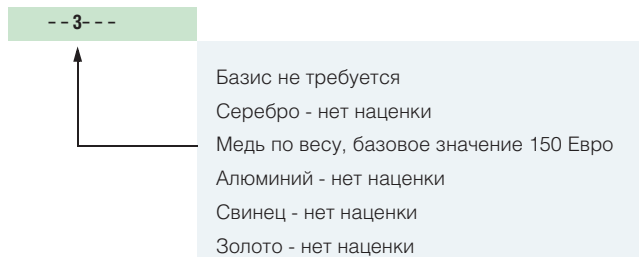 --3---
Базис не требуется
Серебро - нет наценки
Медь по весу, базовое значение 150 Евро
Алюминий - нет наценки
Свинец - нет наценки
Золото - нет наценки